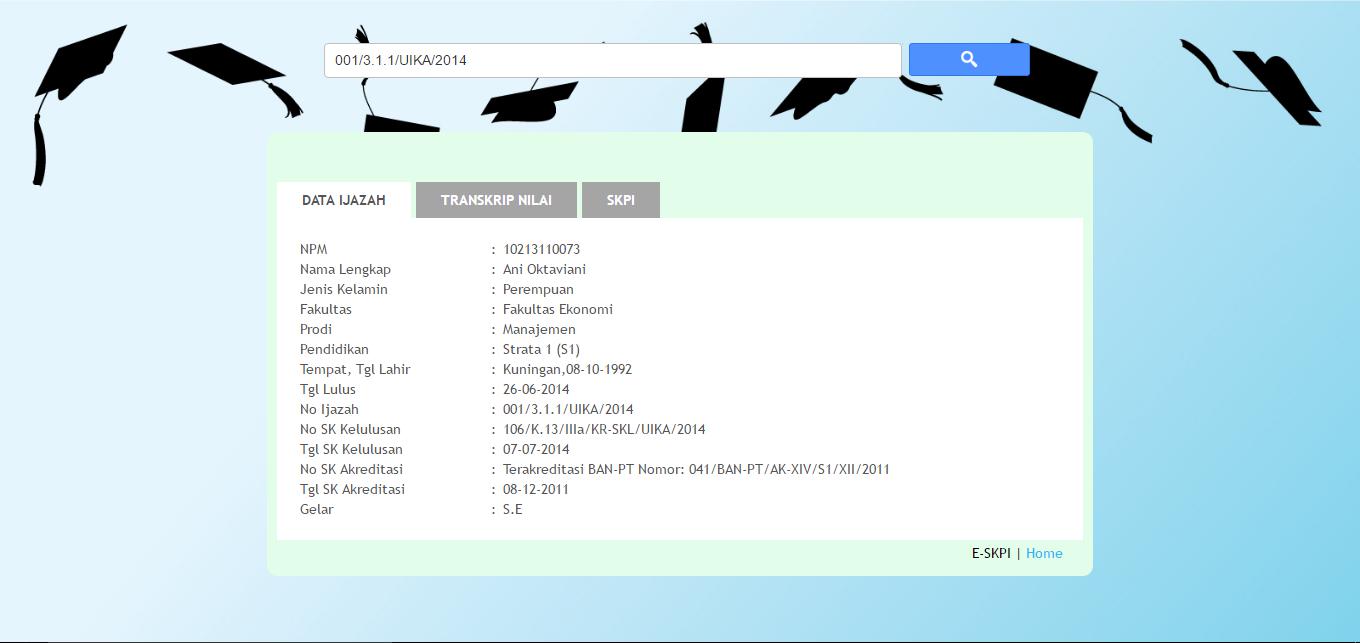 001/3.1.1/UIKA/2014
DATA IJAZAH TRANSKRIP NILAI SKPI
NPM : 10213110073
Nama Lengkap : Ani Oktaviani
Jenis Kelamin : Perempuan
Fakultas : Fakultas Ekonomi
Prodi : Manajemen
Pendidikan : Strata 1 (S1)
Tempat, Tgl Lahir : Kuningan,08-10-1992
Tgl Lulus : 26-06-2014
No Ijazah : 001/3.1.1/UIKA/2014
No SK Kelulusan : 106/K.13/IIIa/KR-SKL/UIKA/2014
Tgl SK Kelulusan : 07-07-2014
No SK Akreditasi : Terakreditasi BAN-PT Nomor: 041/BAN-PT/AK-XIV/S1/XII/2011
Tgl SK Akreditasi : 08-12-2011
Gelar : S.E
E-SKPI | Home